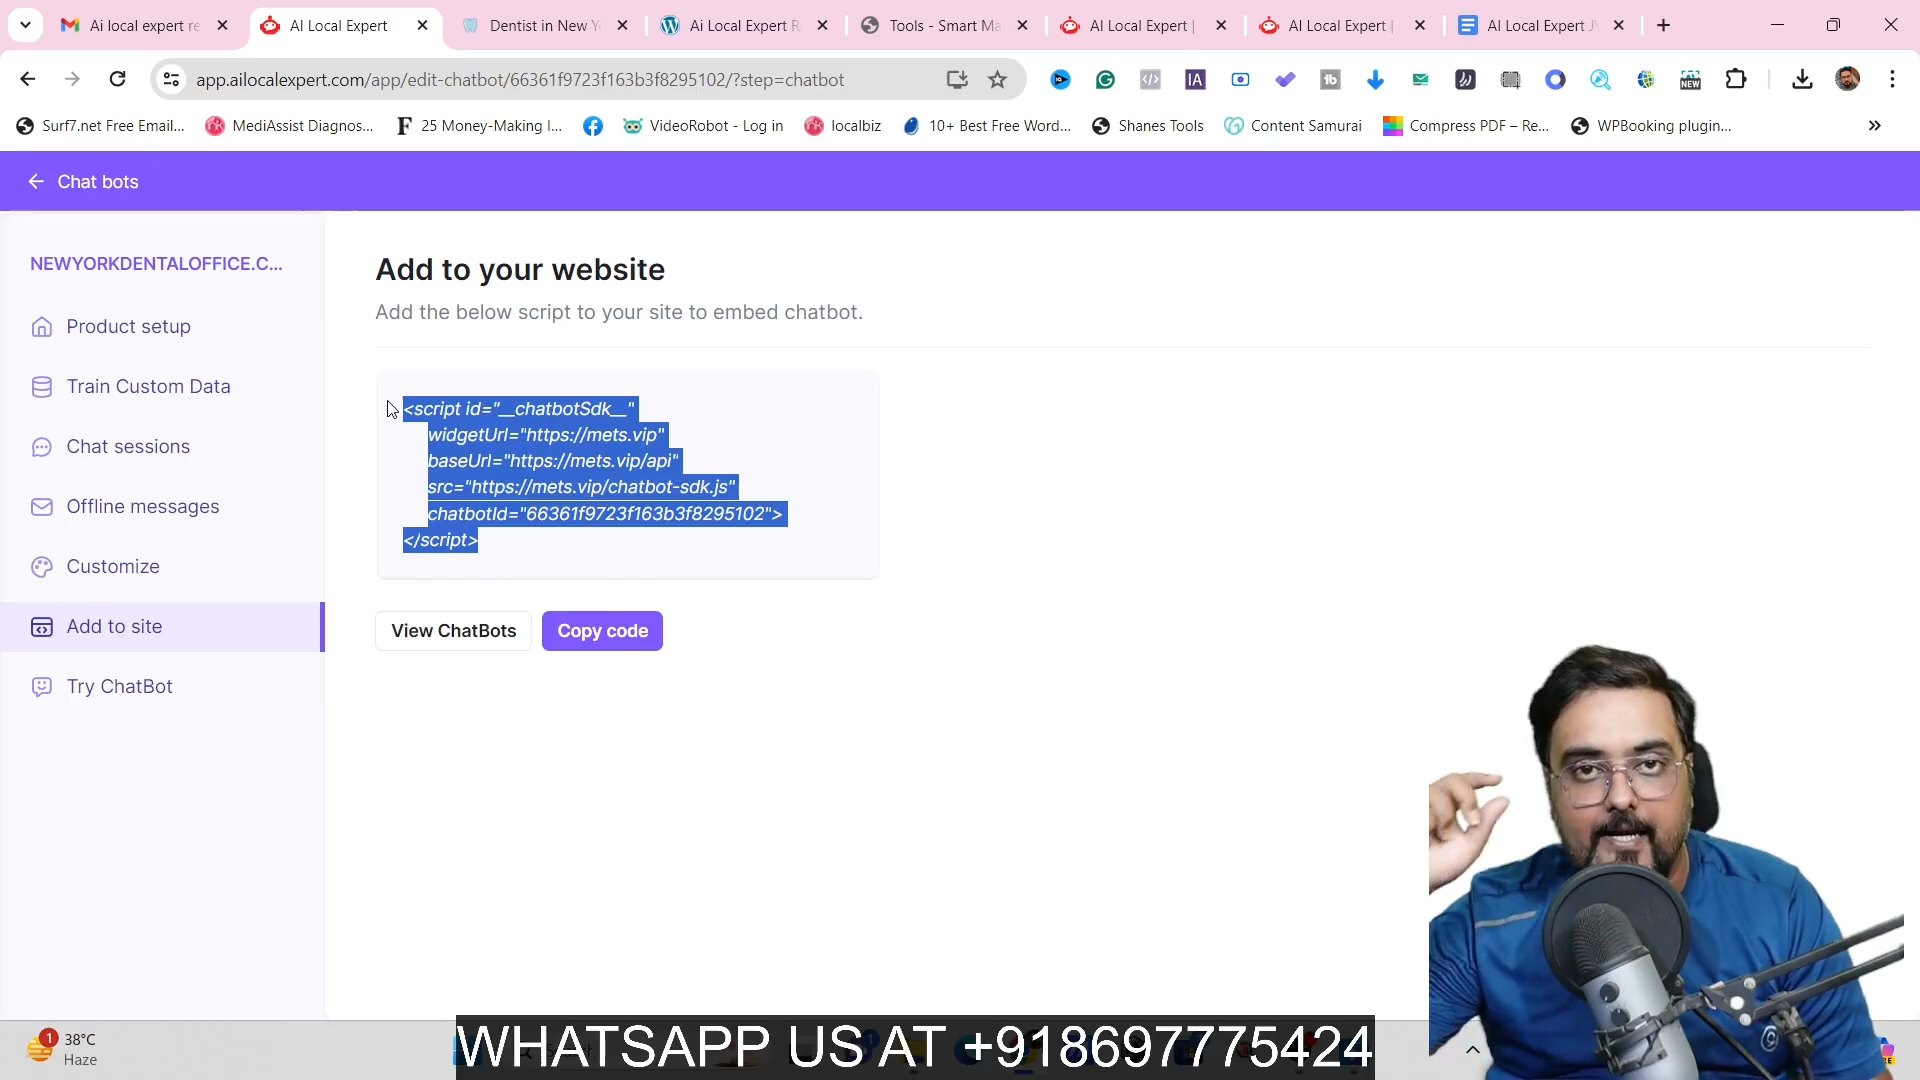 Ai local expert re
AI Local Expert
Dentist in New Y
Ai Local Expert R
Tools - Smart Ma
AI Local Expert |
AI Local Expert |
AI Local Expert J
app.ailocalexpert.com/app/edit-chatbot/66361f9723f163b3f8295102/?step=chatbot
Surf7.net Free Email...
MediAssist Diagnos...
25 Money-Making I...
VideoRobot - Log in
localbiz
10+ Best Free Word...
Shanes Tools
Content Samurai
Compress PDF – Re...
WPBooking plugin...
Chat bots
NEWYORKDENTALOFFICE.C...
Product setup
Train Custom Data
Chat sessions
Offline messages
Customize
Add to site
Try ChatBot
Add to your website
Add the below script to your site to embed chatbot.
<script id="__chatbotSdk__"
widgetUrl="https://mets.vip"
baseUrl="https://mets.vip/api"
src="https://mets.vip/chatbot-sdk.js"
chatbotId="66361f9723f163b3f8295102">
</script>
View ChatBots
Copy code
1
38°C
Haze
WHATSAPP US AT +918697775424